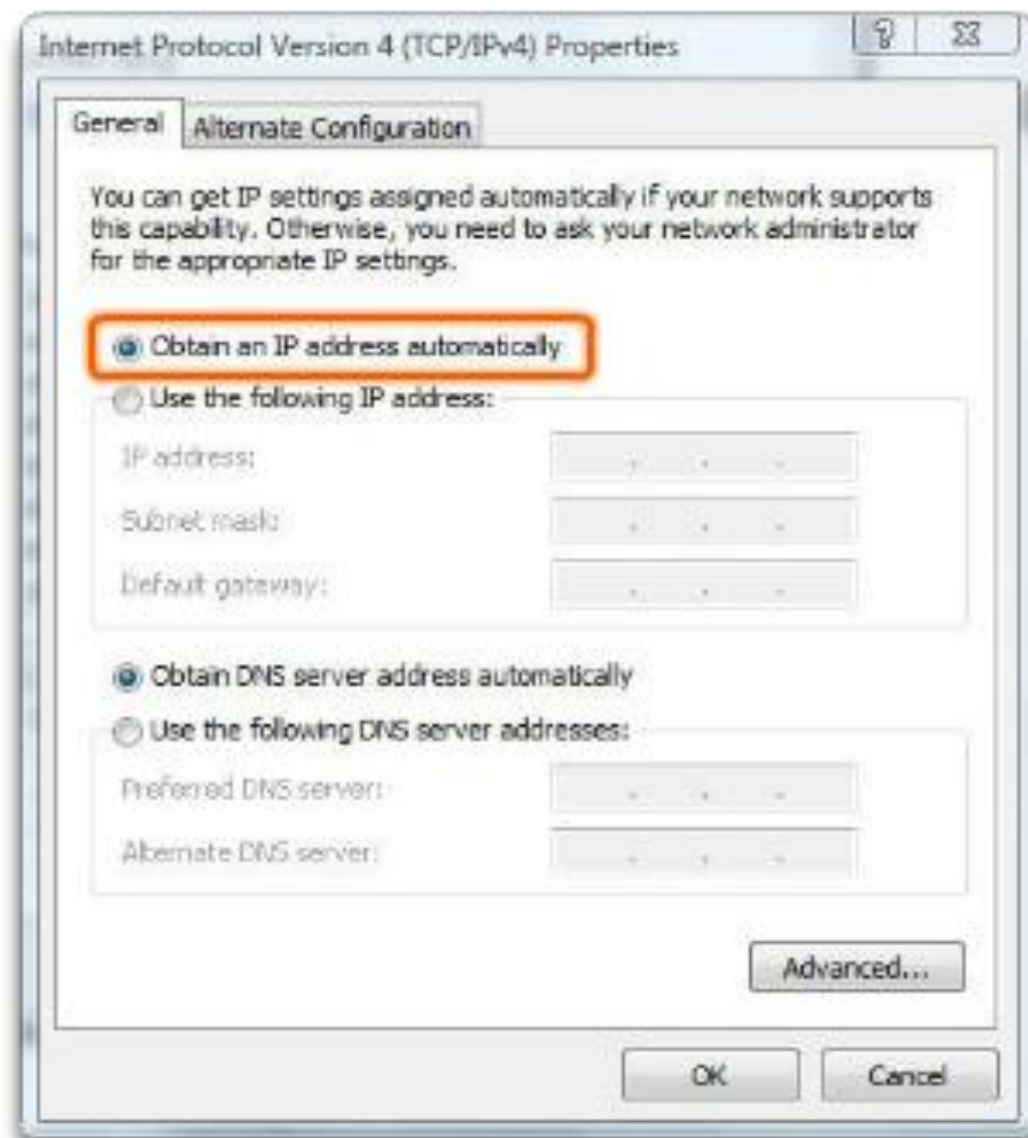 Internet Protocol Version 4 (TCP/IPv4) Properties
General
Alternate Configuration
You can get IP settings assigned automatically if your network supports
this capability. Otherwise, you need to ask your network administrator
for the appropriate IP settings.
Obtain an IP address automatically
Use the following IP address:
IP address:
Subnet mask:
Default gateway:
Obtain DNS server address automatically
Use the following DNS server addresses:
Preferred DNS server:
Alternate DNS server:
Advanced...
OK
Cancel